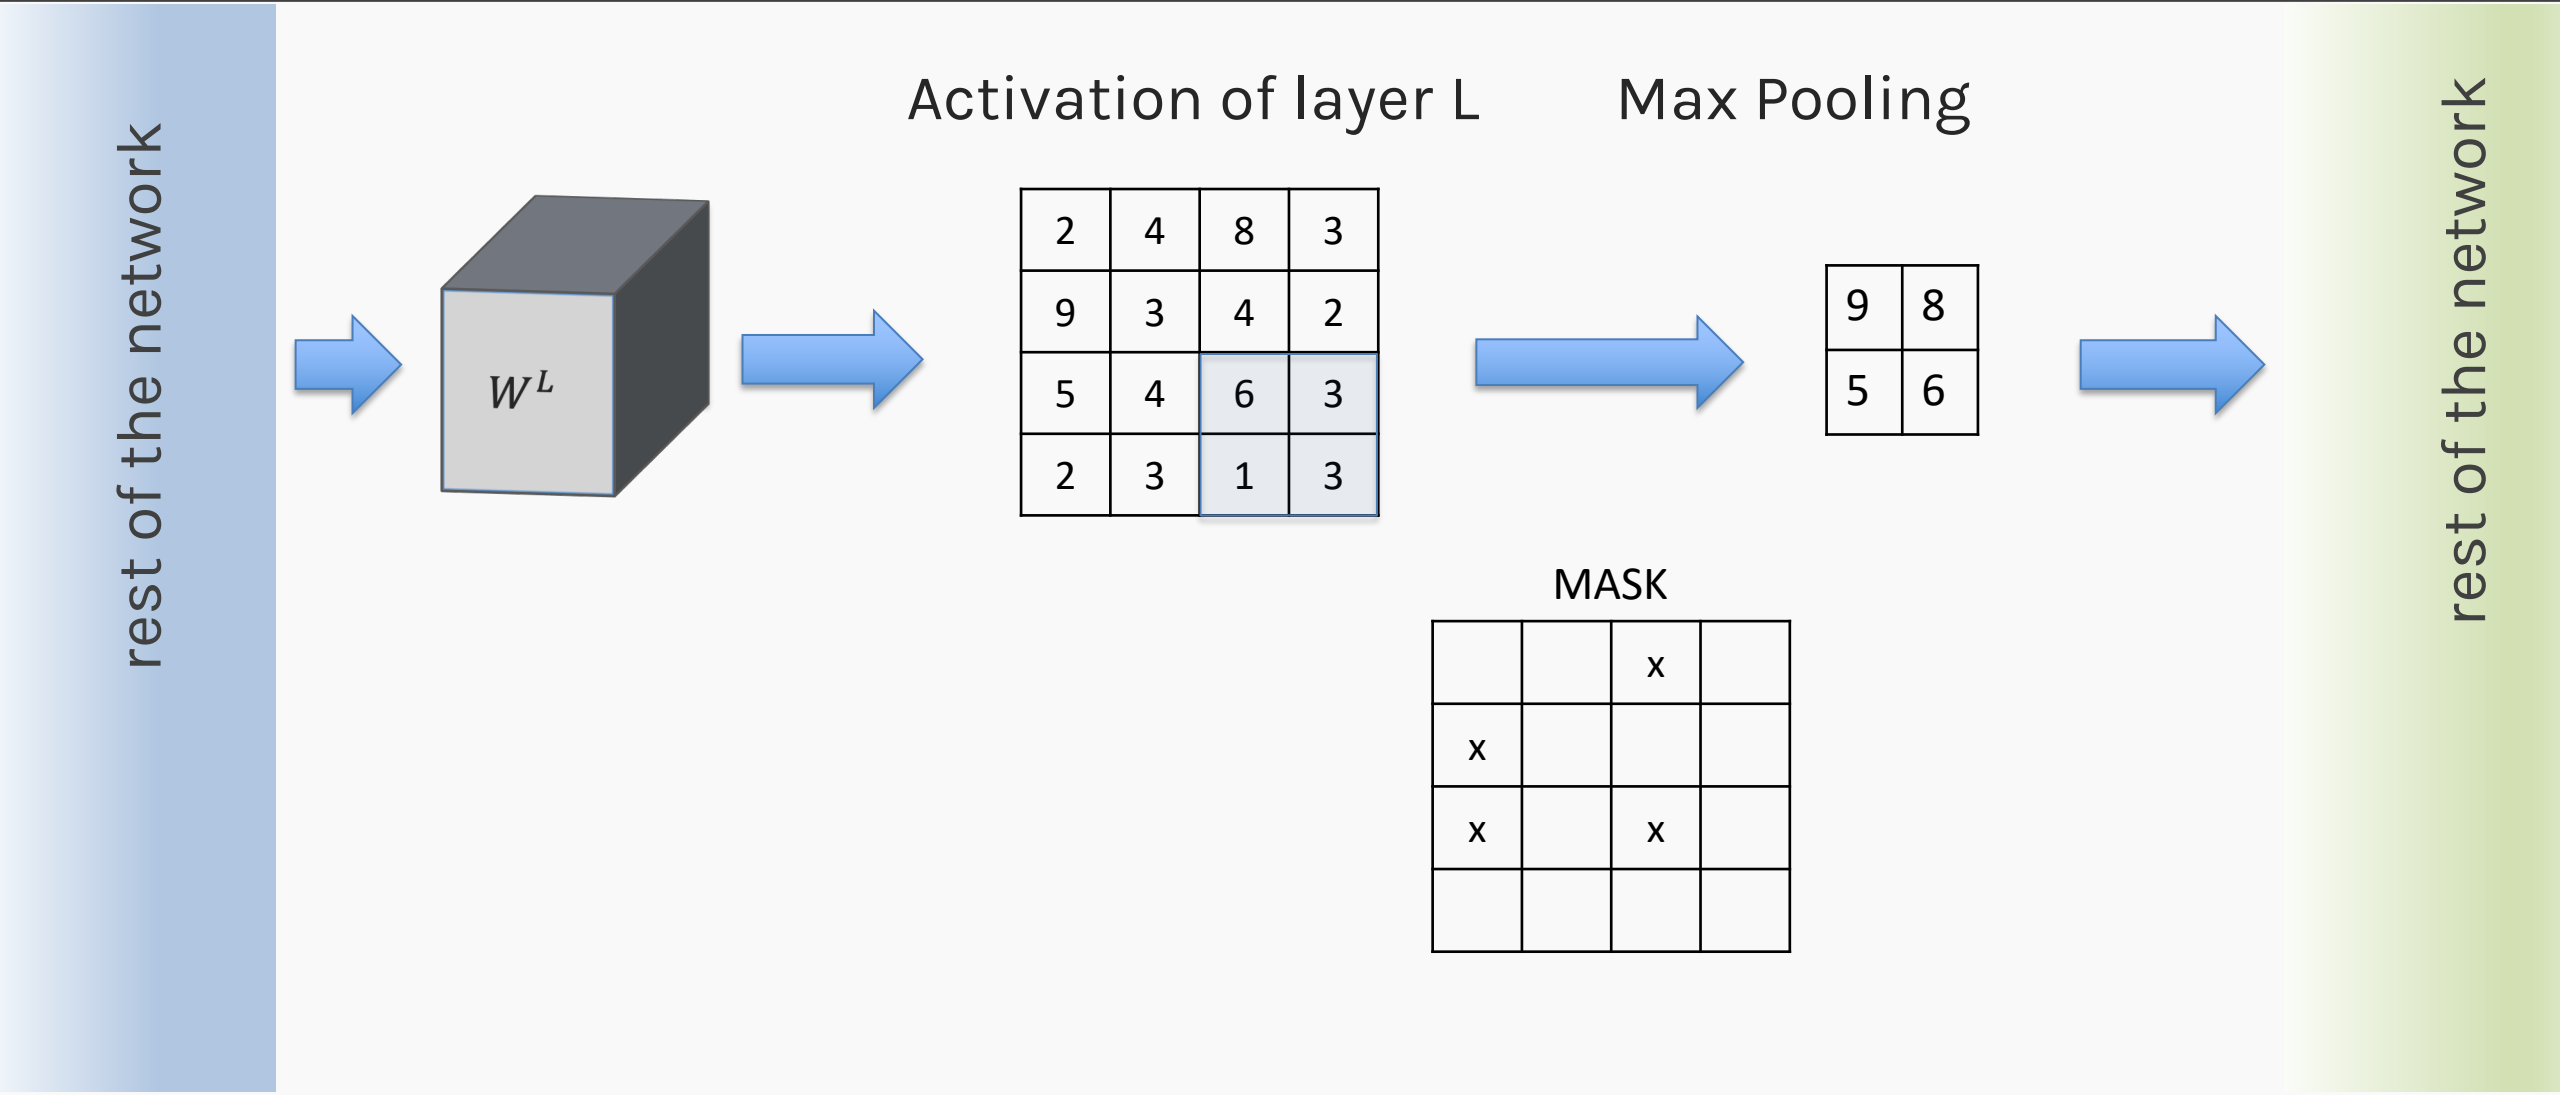 rest of the network
Activation of layer L
Max Pooling
rest of the network
W^L
2 4 8 3
9 3 4 2
5 4 6 3
2 3 1 3
9 8
5 6
MASK
x
x
x x